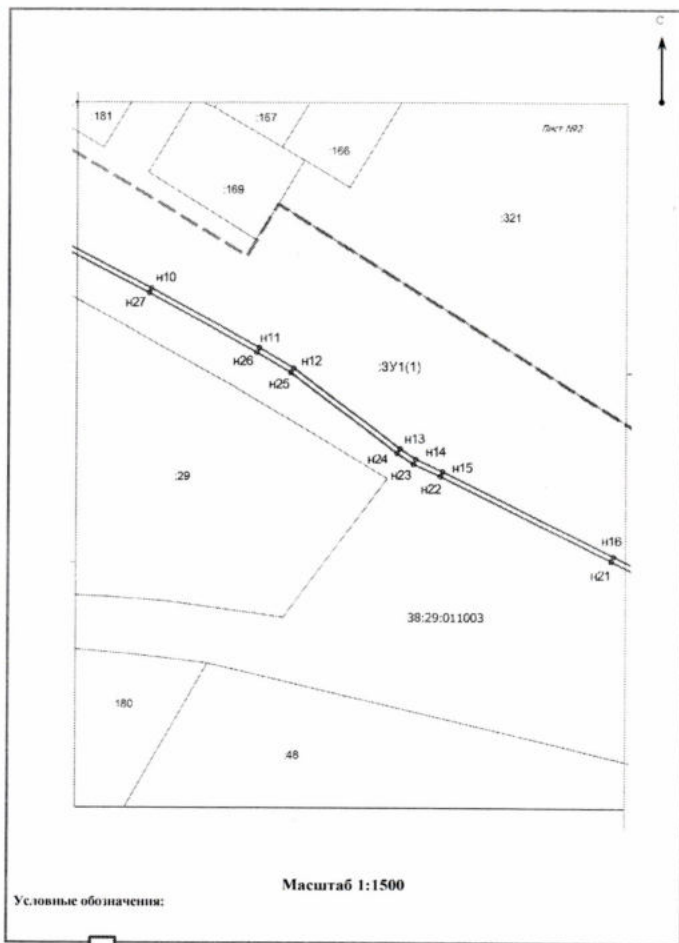 С
181
:167
Лист №2
:166
:169
:321
н10
н27
н11
н26
н12
:ЗУ1(1)
н25
н13
н24
н14
н23
н15
:29
н22
н16
н21
38:29:011003
180
:48
Масштаб 1:1500
Условные обозначения: